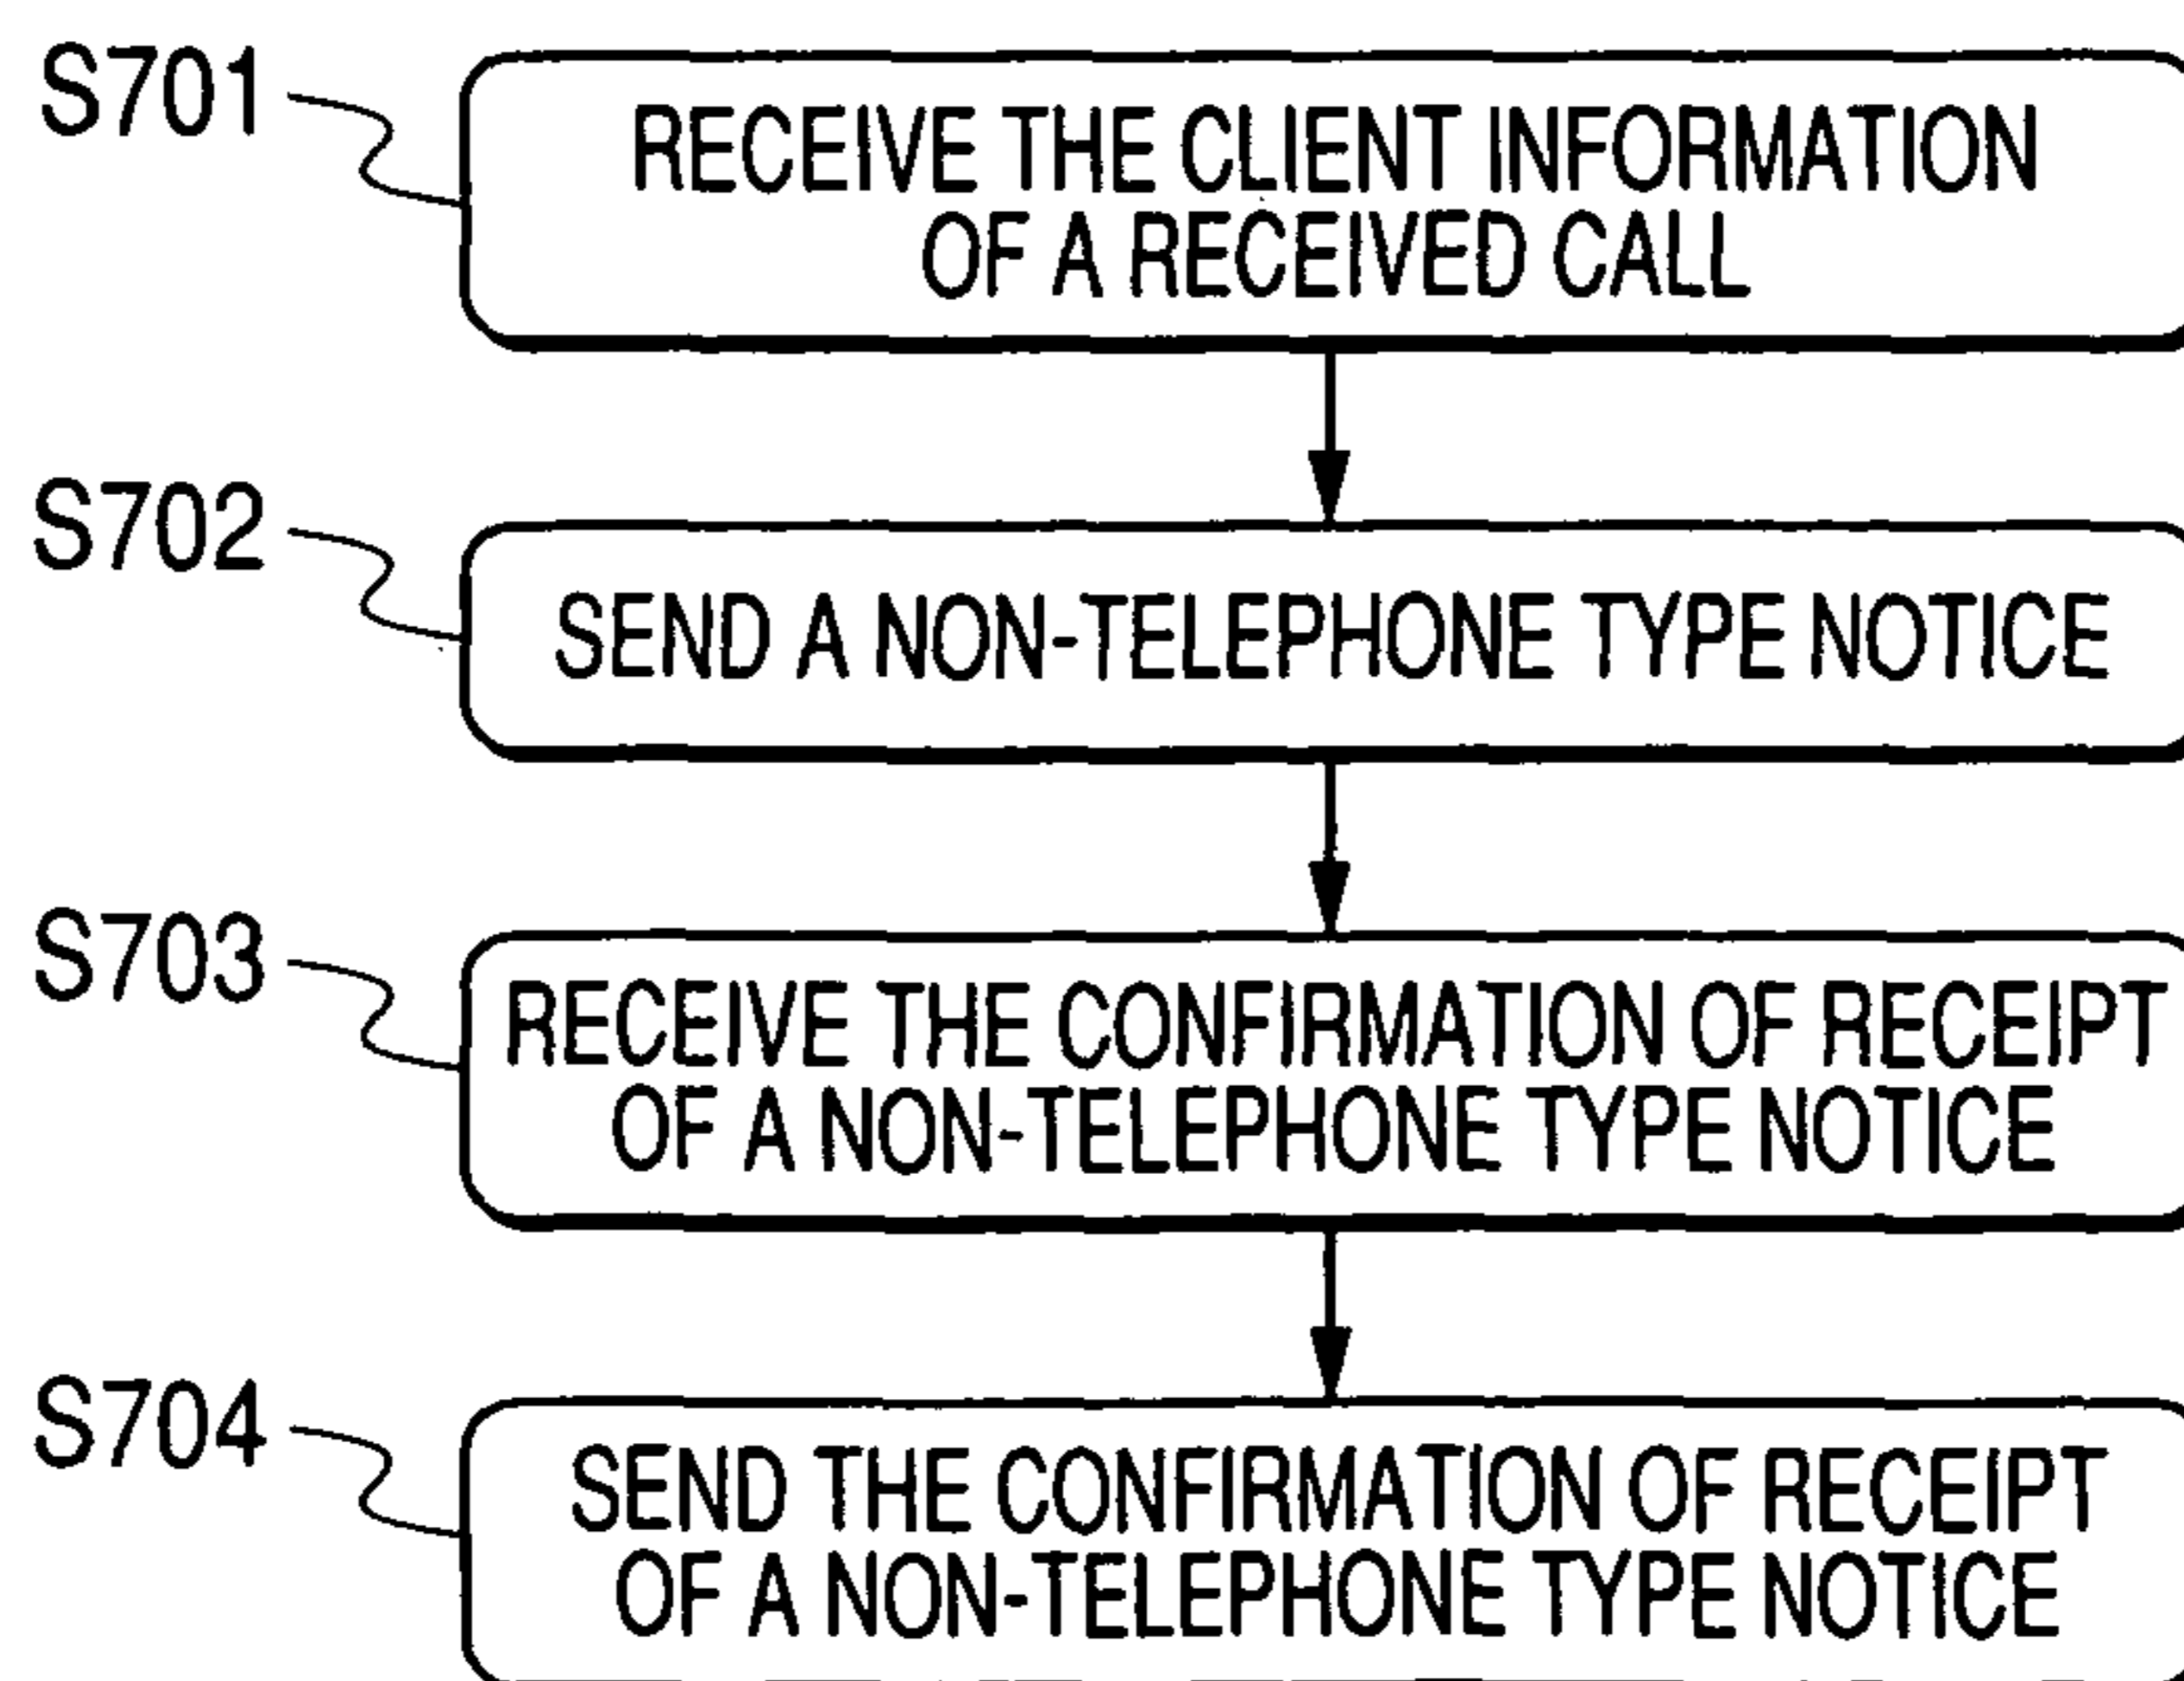 S701
RECEIVE THE CLIENT INFORMATION
OF A RECEIVED CALL
S702
SEND A NON-TELEPHONE TYPE NOTICE
S703
RECEIVE THE CONFIRMATION OF RECEIPT
OF A NON-TELEPHONE TYPE NOTICE
S704
SEND THE CONFIRMATION OF RECEIPT
OF A NON-TELEPHONE TYPE NOTICE